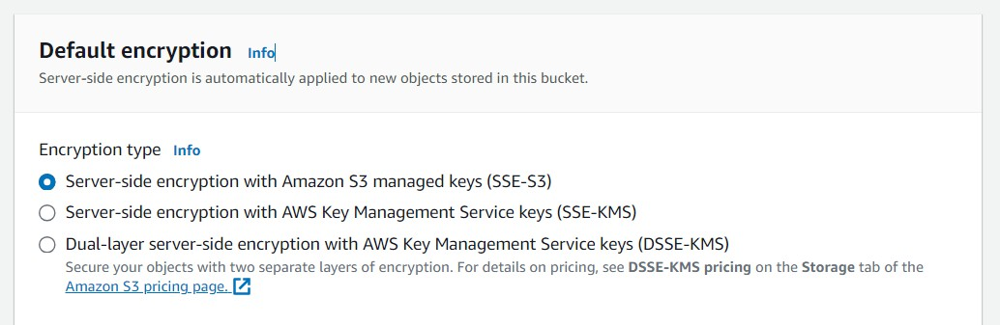 Default encryption Info
Server-side encryption is automatically applied to new objects stored in this bucket.
Encryption type Info
Server-side encryption with Amazon S3 managed keys (SSE-S3)
Server-side encryption with AWS Key Management Service keys (SSE-KMS)
Dual-layer server-side encryption with AWS Key Management Service keys (DSSE-KMS)
Secure your objects with two separate layers of encryption. For details on pricing, see DSSE-KMS pricing on the Storage tab of the
Amazon S3 pricing page.